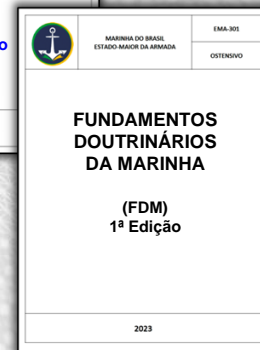 o
MARINHA DO BRASIL
ESTADO-MAIOR DA ARMADA
EMA-301
OSTENSIVO
FUNDAMENTOS
DOUTRINÁRIOS
DA MARINHA
(FDM)
1ª Edição
2023